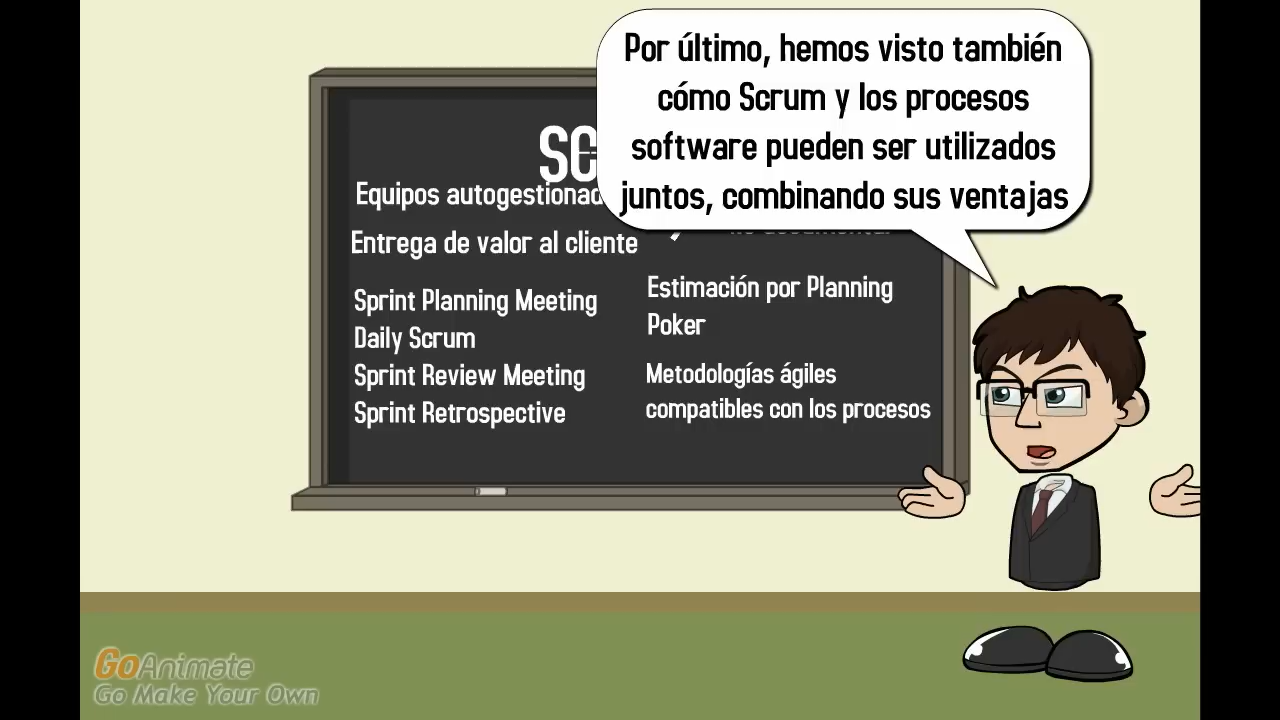 Por último, hemos visto también
cómo Scrum y los procesos
software pueden ser utilizados
juntos, combinando sus ventajas
Equipos
Entrega de valor al cliente
Sprint Planning Meeting
Daily Scrum
Sprint Review Meeting
Sprint Retrospective
Estimación por Planning
Poker
Metodologías ágiles
compatibles con los procesos
GoAnimate
Go Make Your Own